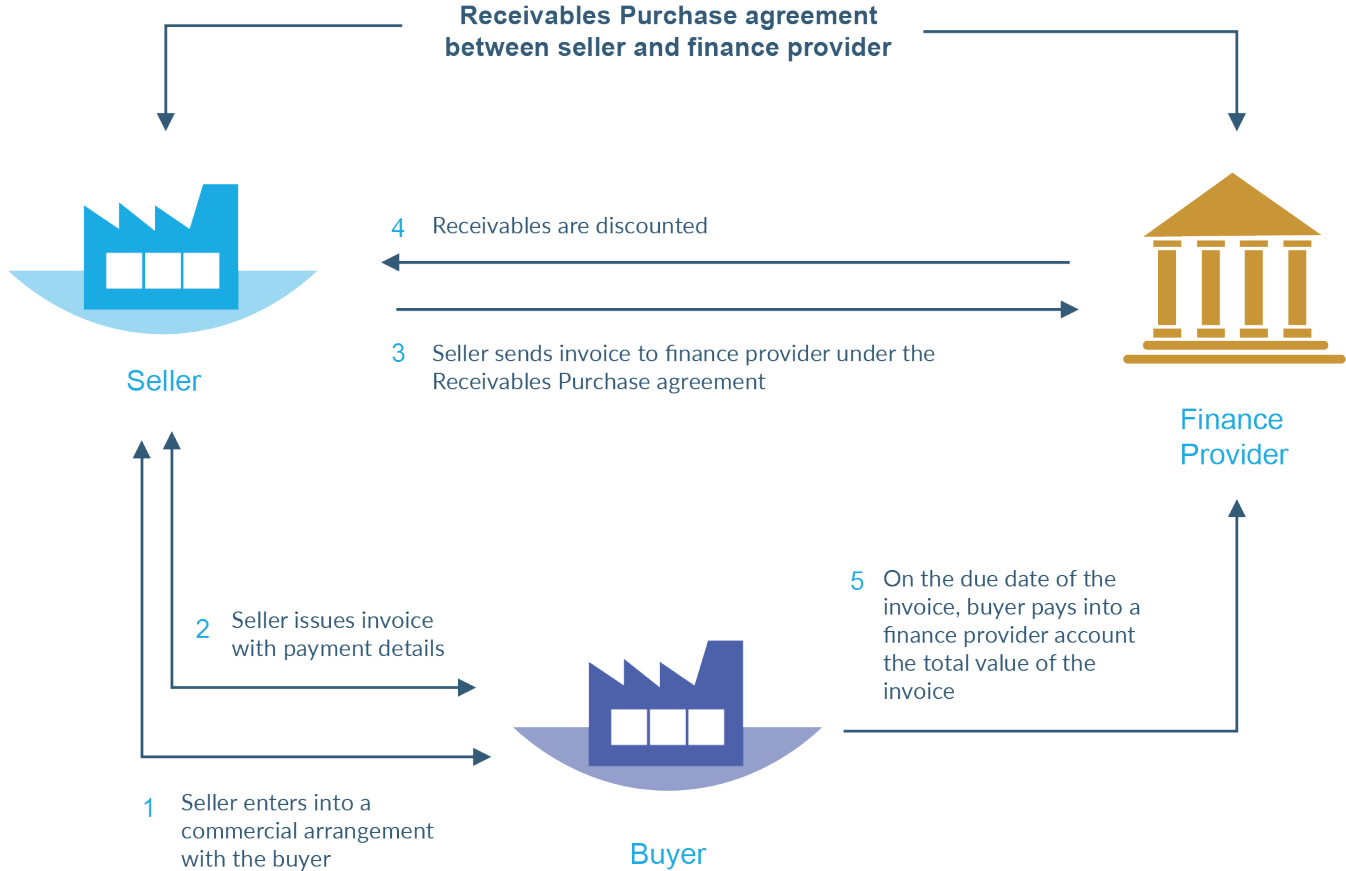 Receivables Purchase agreement
between seller and finance provider
4 Receivables are discounted
3 Seller sends invoice to finance provider under the
Receivables Purchase agreement
Seller
Finance
Provider
2 Seller issues invoice
with payment details
5 On the due date of the
invoice, buyer pays into a
finance provider account
the total value of the
invoice
1 Seller enters into a
commercial arrangement
with the buyer
Buyer